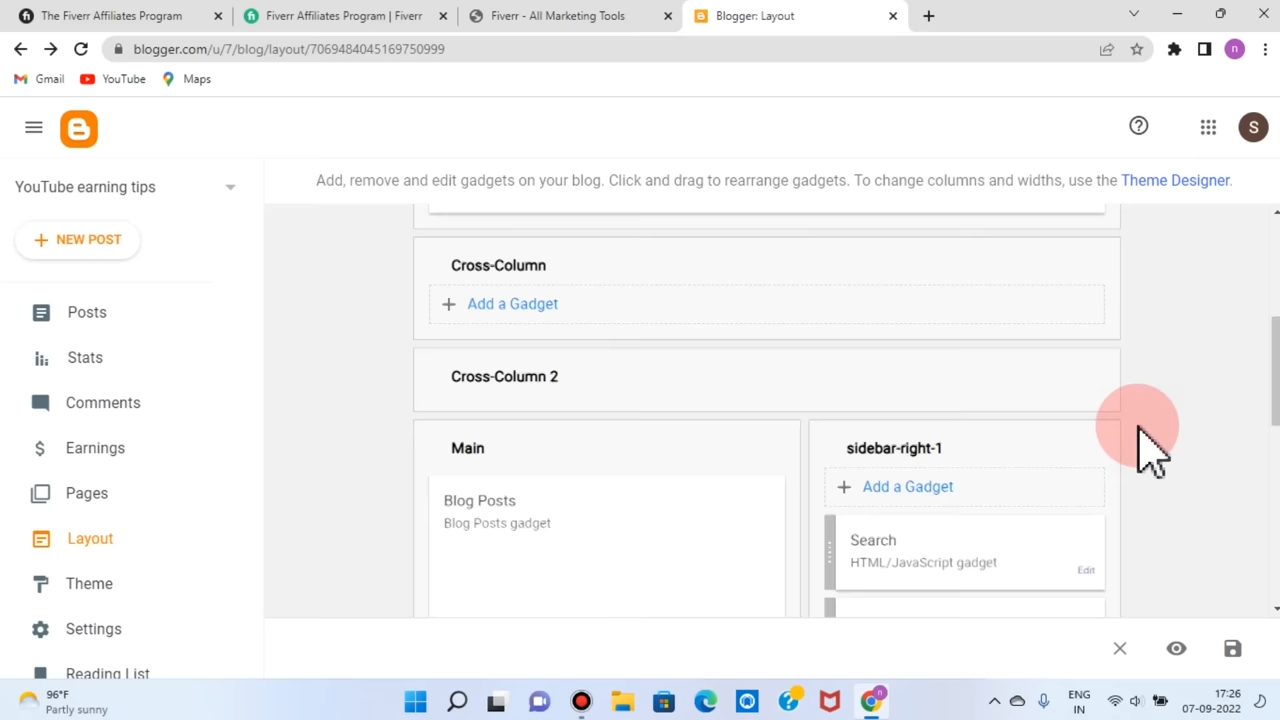 The Fiverr Affiliates Program
Fiverr Affiliates Program | Fiverr
Fiverr - All Marketing Tools
Blogger: Layout
blogger.com/u/7/blog/layout/7069484045169750999
n
Gmail
YouTube
Maps
S
YouTube earning tips
Add, remove and edit gadgets on your blog. Click and drag to rearrange gadgets. To change columns and widths, use the Theme Designer.
NEW POST
Cross-Column
Add a Gadget
Posts
Stats
Cross-Column 2
Comments
Earnings
Main
sidebar-right-1
Pages
Add a Gadget
Blog Posts
Blog Posts gadget
Layout
Search
HTML/JavaScript gadget
Edit
Theme
Settings
Reading List
96°F
Partly sunny
n
ENG
IN
17:26
07-09-2022